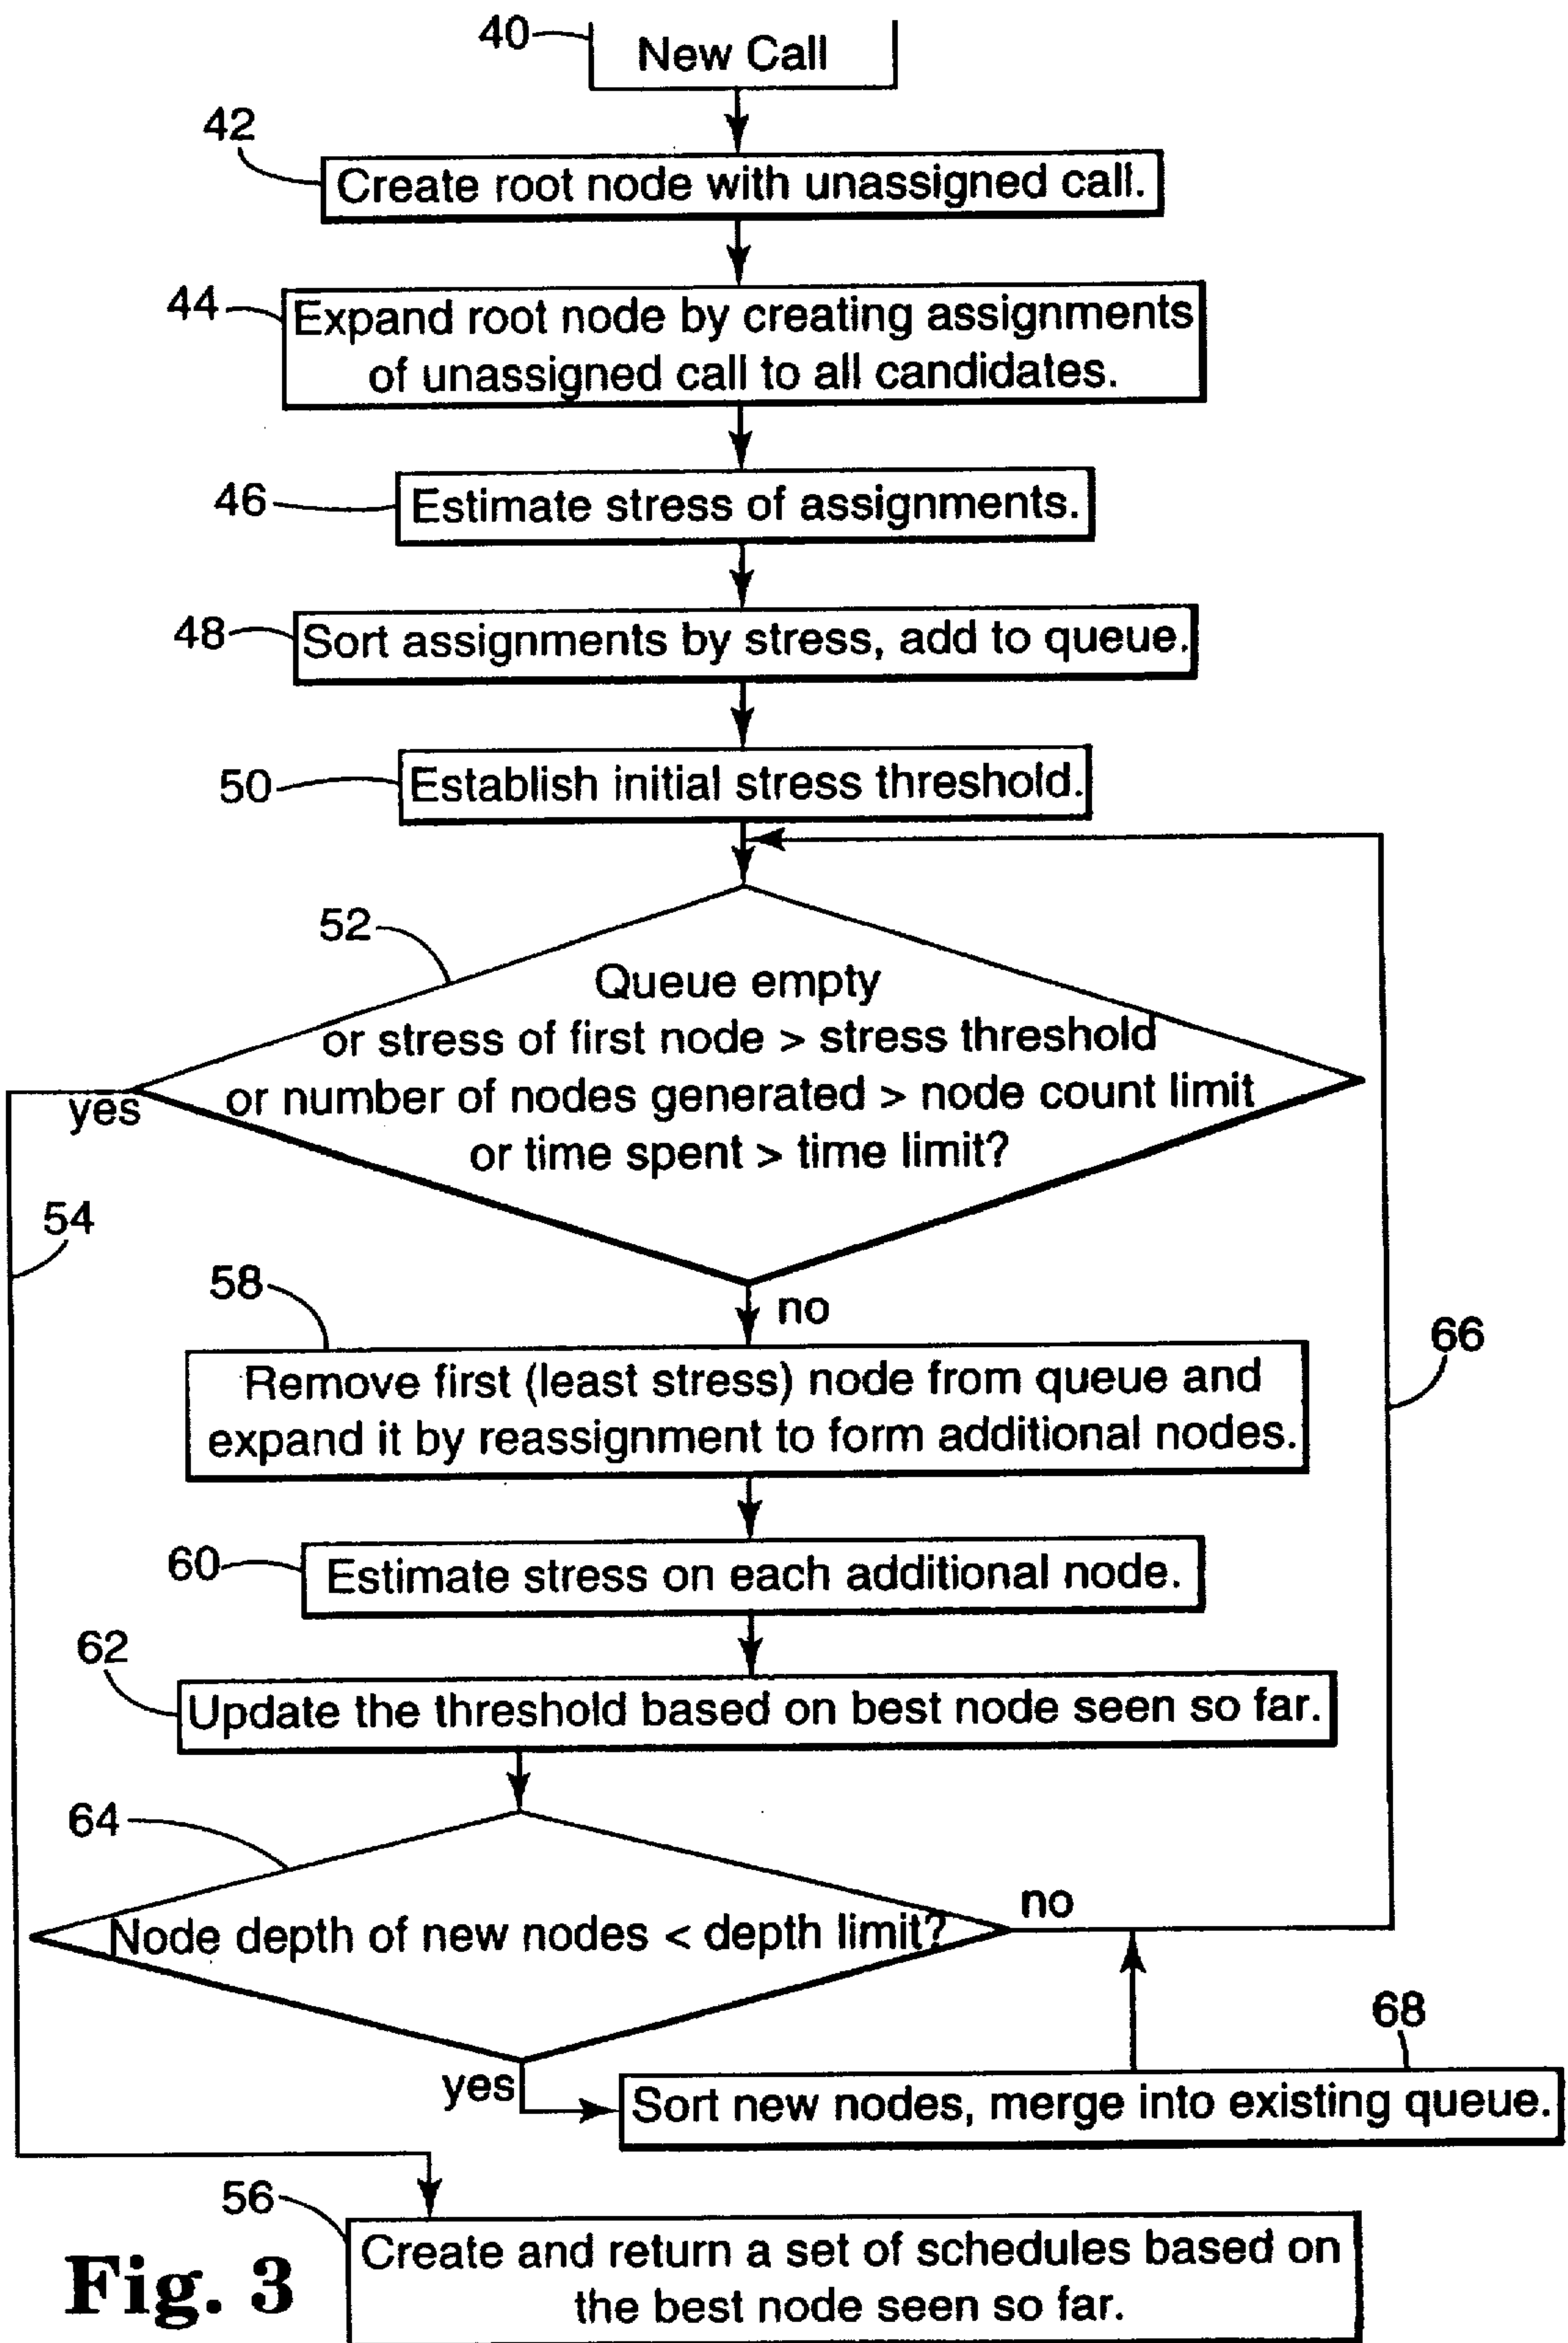 40
New Call
42
Create root node with unassigned call.
44
Expand root node by creating assignments
of unassigned call to all candidates.
46
Estimate stress of assignments.
48
Sort assignments by stress, add to queue.
50
Establish initial stress threshold.
52
Queue empty
or stress of first node > stress threshold
or number of nodes generated > node count limit
or time spent > time limit?
yes
54
58
no
66
Remove first (least stress) node from queue and
expand it by reassignment to form additional nodes.
60
Estimate stress on each additional node.
62
Update the threshold based on best node seen so far.
64
no
Node depth of new nodes < depth limit?
68
yes
Sort new nodes, merge into existing queue.
56
Create and return a set of schedules based on
the best node seen so far.
Fig. 3